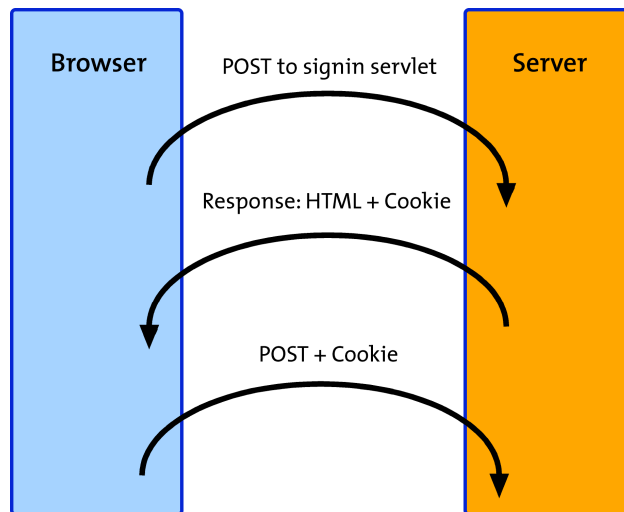 Browser
POST to signin servlet
Server
Response: HTML + Cookie
POST + Cookie